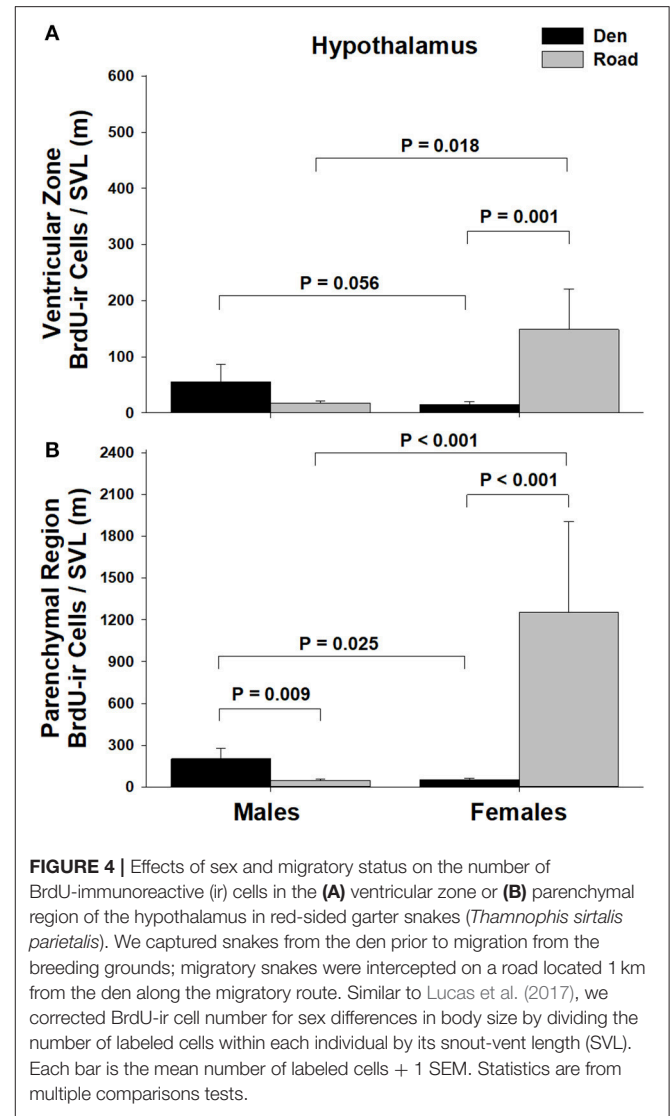 A
Hypothalamus
Den
Road
Ventricular Zone
BrdU-ir Cells / SVL (m)
600
500
400
300
200
100
0
P = 0.018
P = 0.001
P = 0.056
B
Parenchymal Region
BrdU-ir Cells / SVL (m)
2400
2100
1800
1500
1200
900
600
300
0
P < 0.001
P < 0.001
P = 0.025
P = 0.009
Males
Females
FIGURE 4 | Effects of sex and migratory status on the number of
BrdU-immunoreactive (ir) cells in the (A) ventricular zone or (B) parenchymal
region of the hypothalamus in red-sided garter snakes (Thamnophis sirtalis
parietalis). We captured snakes from the den prior to migration from the
breeding grounds; migratory snakes were intercepted on a road located 1 km
from the den along the migratory route. Similar to Lucas et al. (2017), we
corrected BrdU-ir cell number for sex differences in body size by dividing the
number of labeled cells within each individual by its snout-vent length (SVL).
Each bar is the mean number of labeled cells + 1 SEM. Statistics are from
multiple comparisons tests.